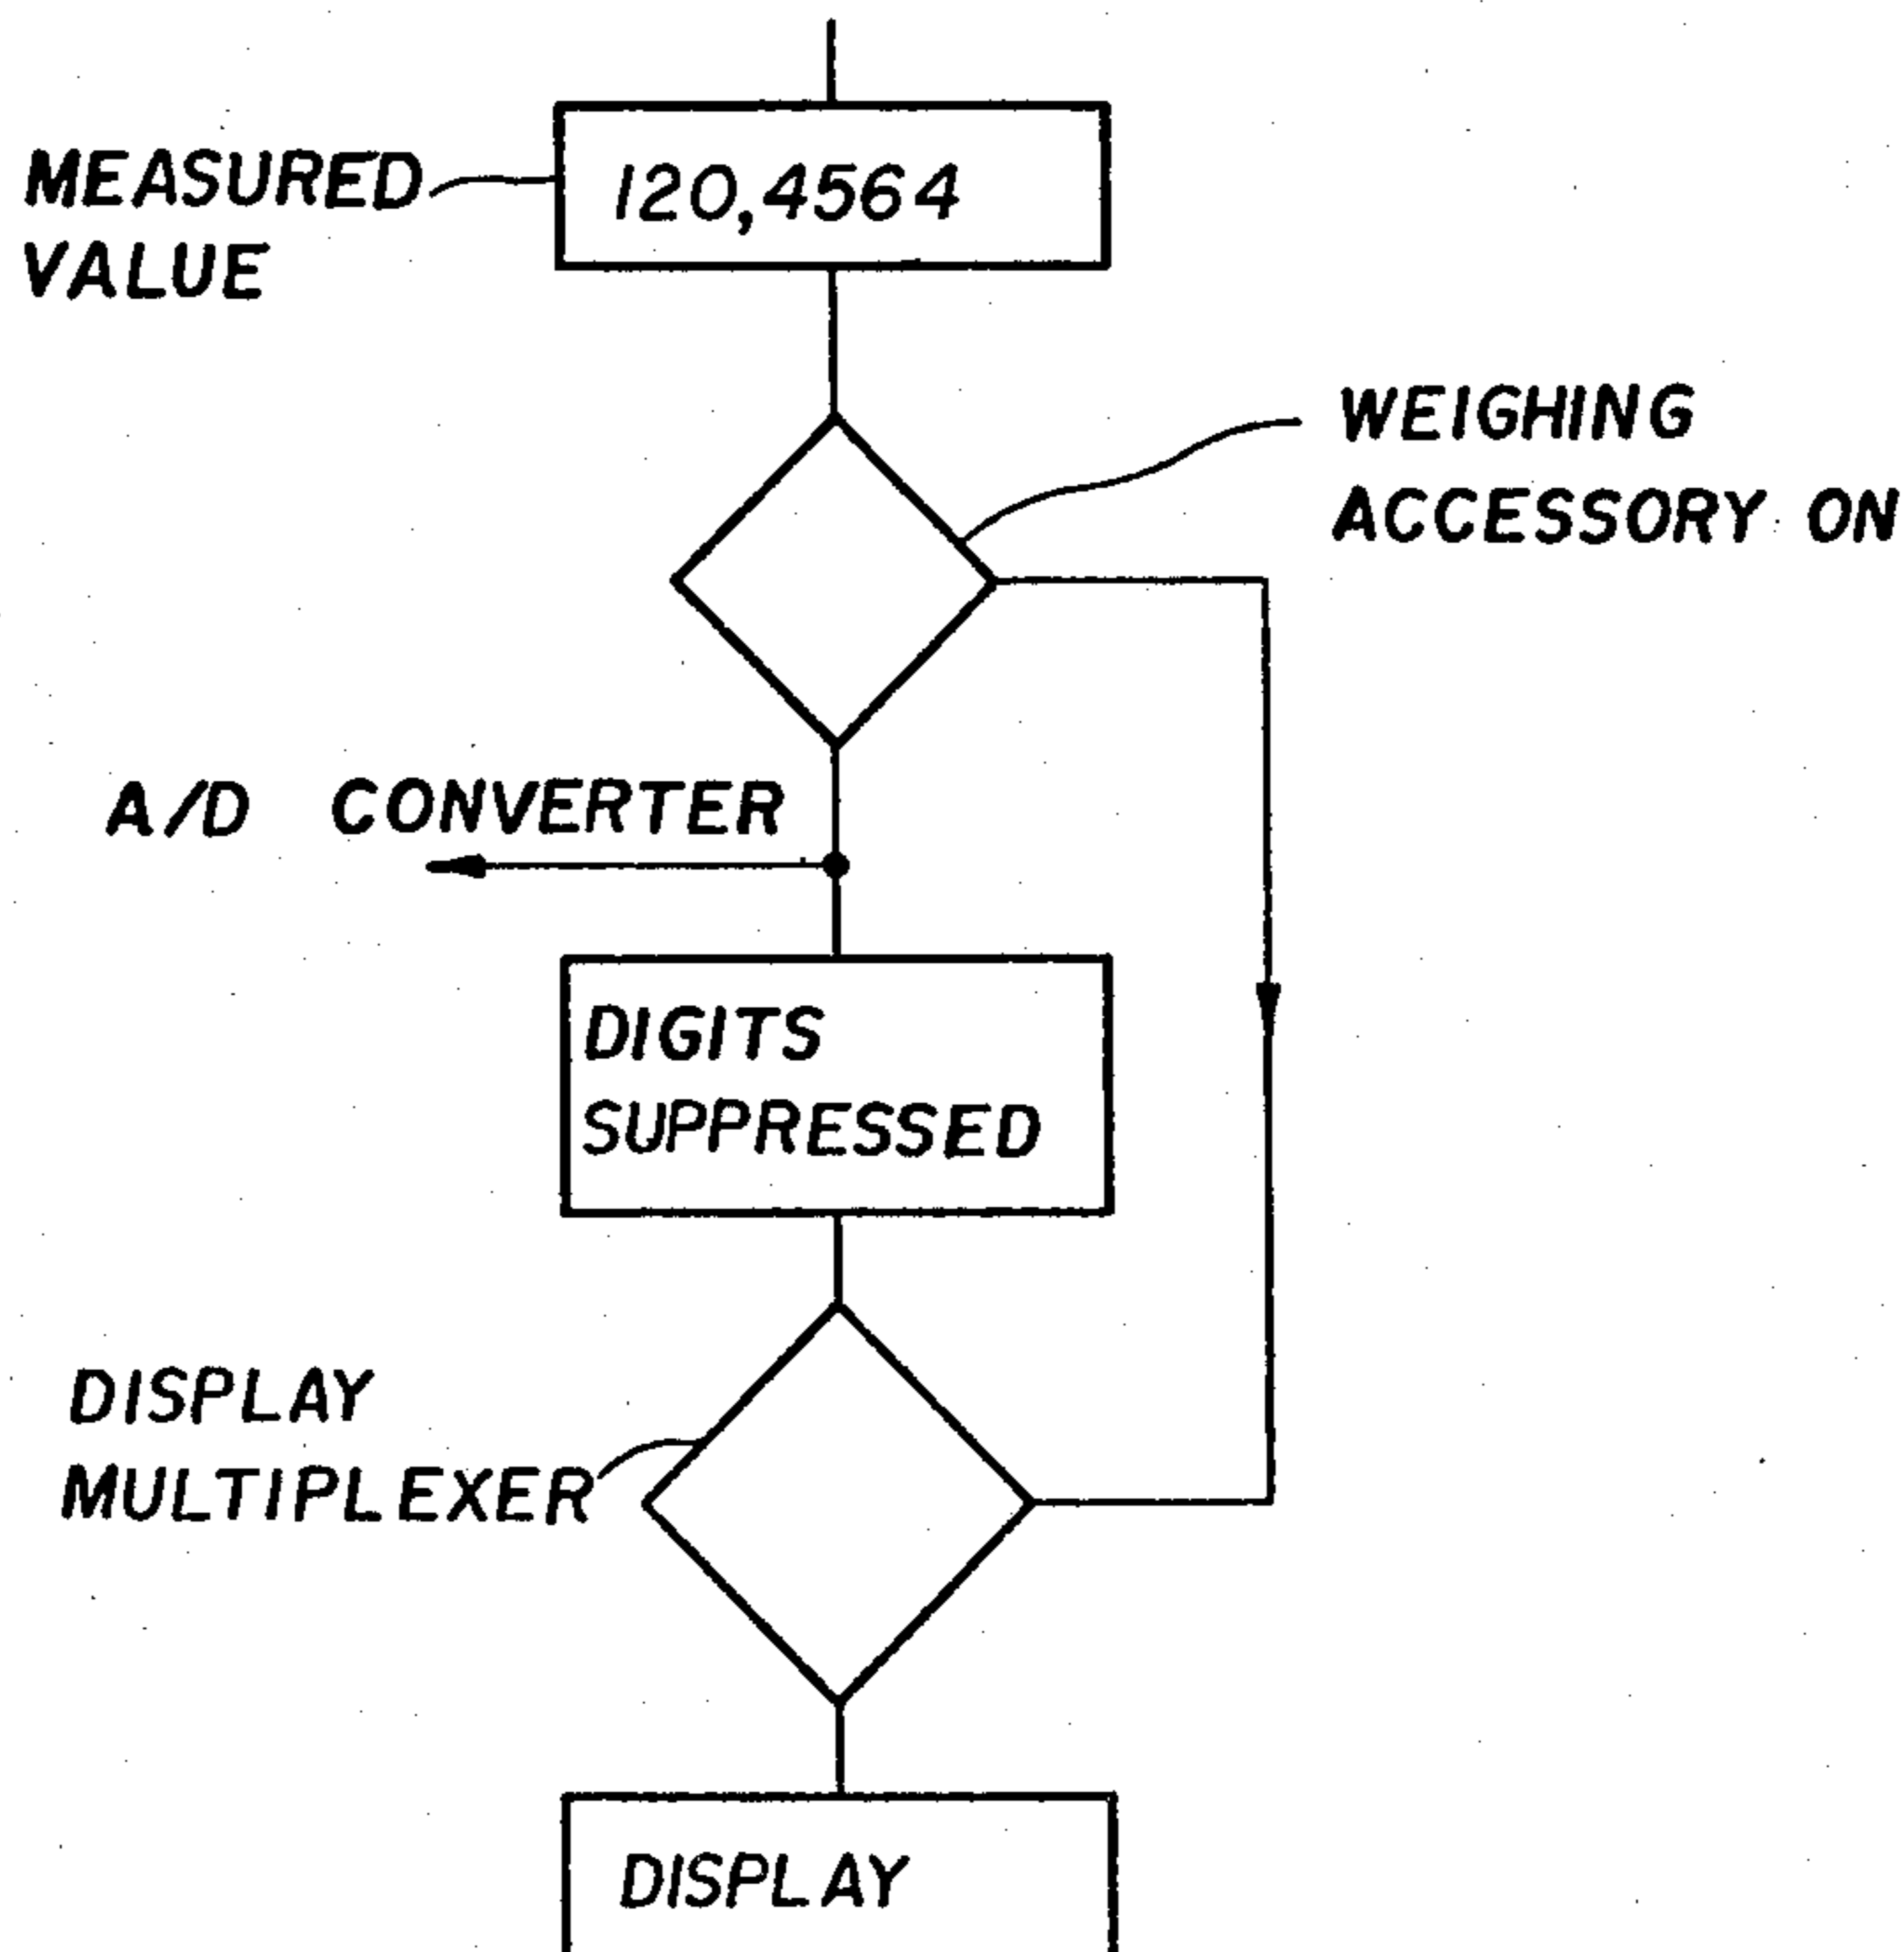 MEASURED
VALUE
120,4564
WEIGHING
ACCESSORY ON
A/D CONVERTER
DIGITS
SUPPRESSED
DISPLAY
MULTIPLEXER
DISPLAY